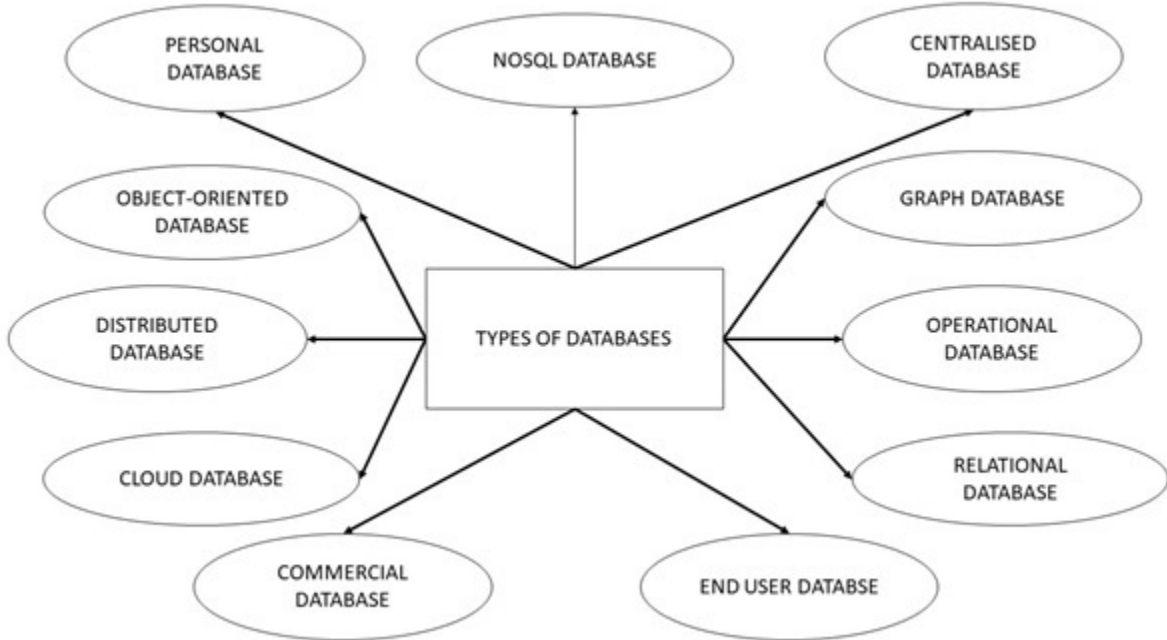 PERSONAL
DATABASE
NOSQL DATABASE
CENTRALISED
DATABASE
OBJECT-ORIENTED
DATABASE
GRAPH DATABASE
DISTRIBUTED
DATABASE
TYPES OF DATABASES
OPERATIONAL
DATABASE
CLOUD DATABASE
RELATIONAL
DATABASE
COMMERCIAL
DATABASE
END USER DATABSE